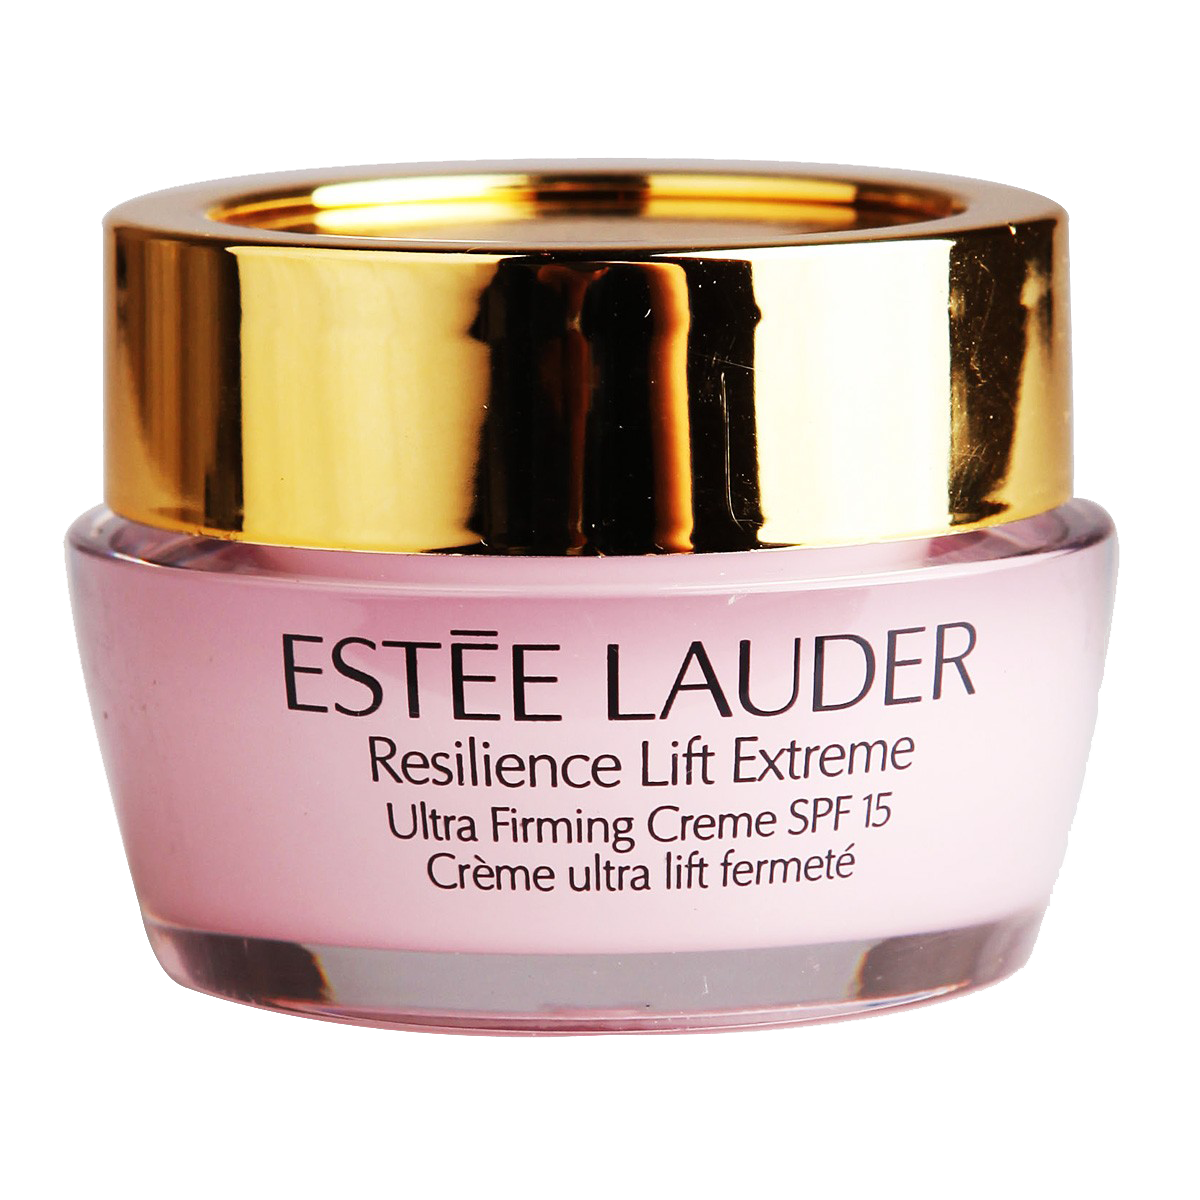 ESTĒE LAUDER
Resilience Lift Extreme
Ultra Firming Creme SPF 15
Crème ultra lift fermeté